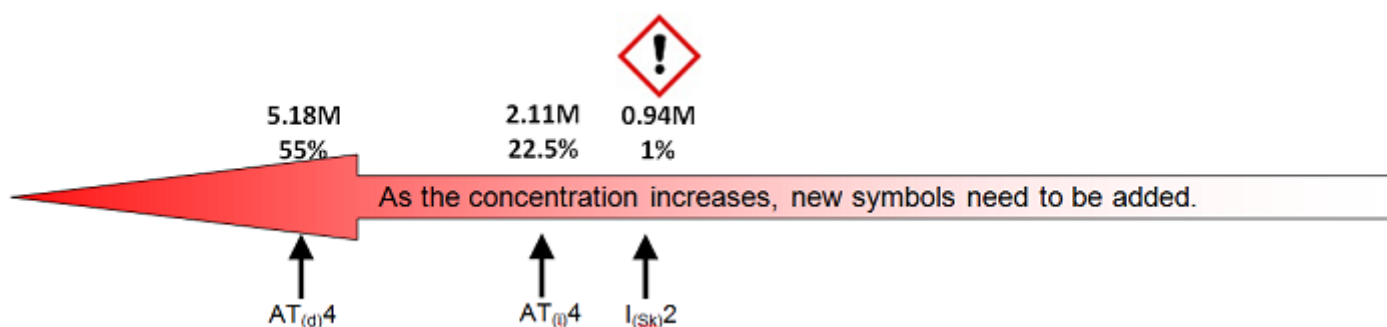 !
5.18M 2.11M 0.94M
55% 22.5% 1%
As the concentration increases, new symbols need to be added.
AT(d)4 AT(i)4 I(Sk)2